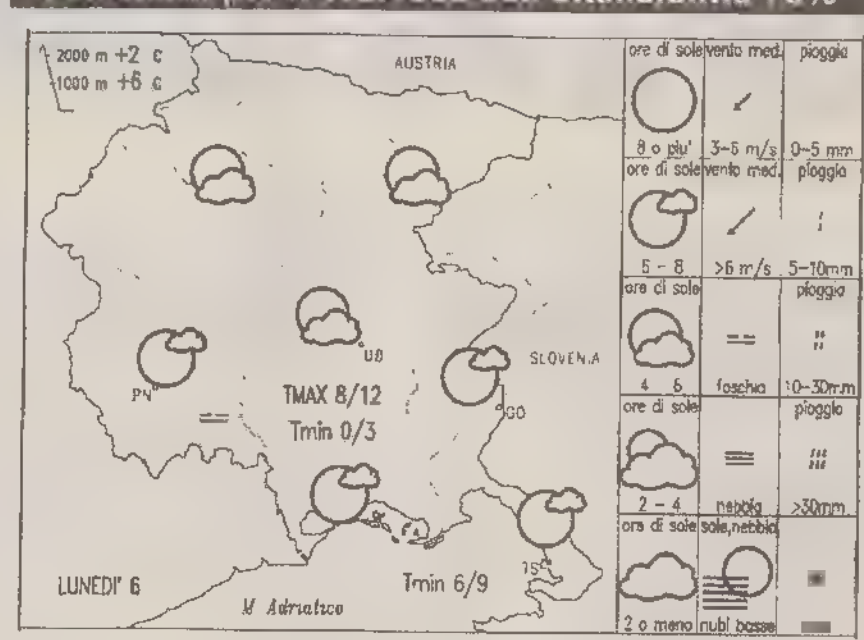 2000 m +2 c
1000 m +6 c
AUSTRIA
UD
SLOVENIA
PN
TMAX 8/12
Tmin 0/3
GO
TS
LUNEDI' 6
Tmin 6/9
M. Adriatico
ore di sole vento med. pioggia
8 o piu' 3-6 m/s 0-5 mm
ore di sole vento med. pioggia
6 - 8 >6 m/s 5-10mm
ore di sole pioggia
4 6 foschia 10-30mm
ore di sole pioggia
2 - 4 nebbia >30mm
ore di sole sole,nebbia
2 o meno nubi basse